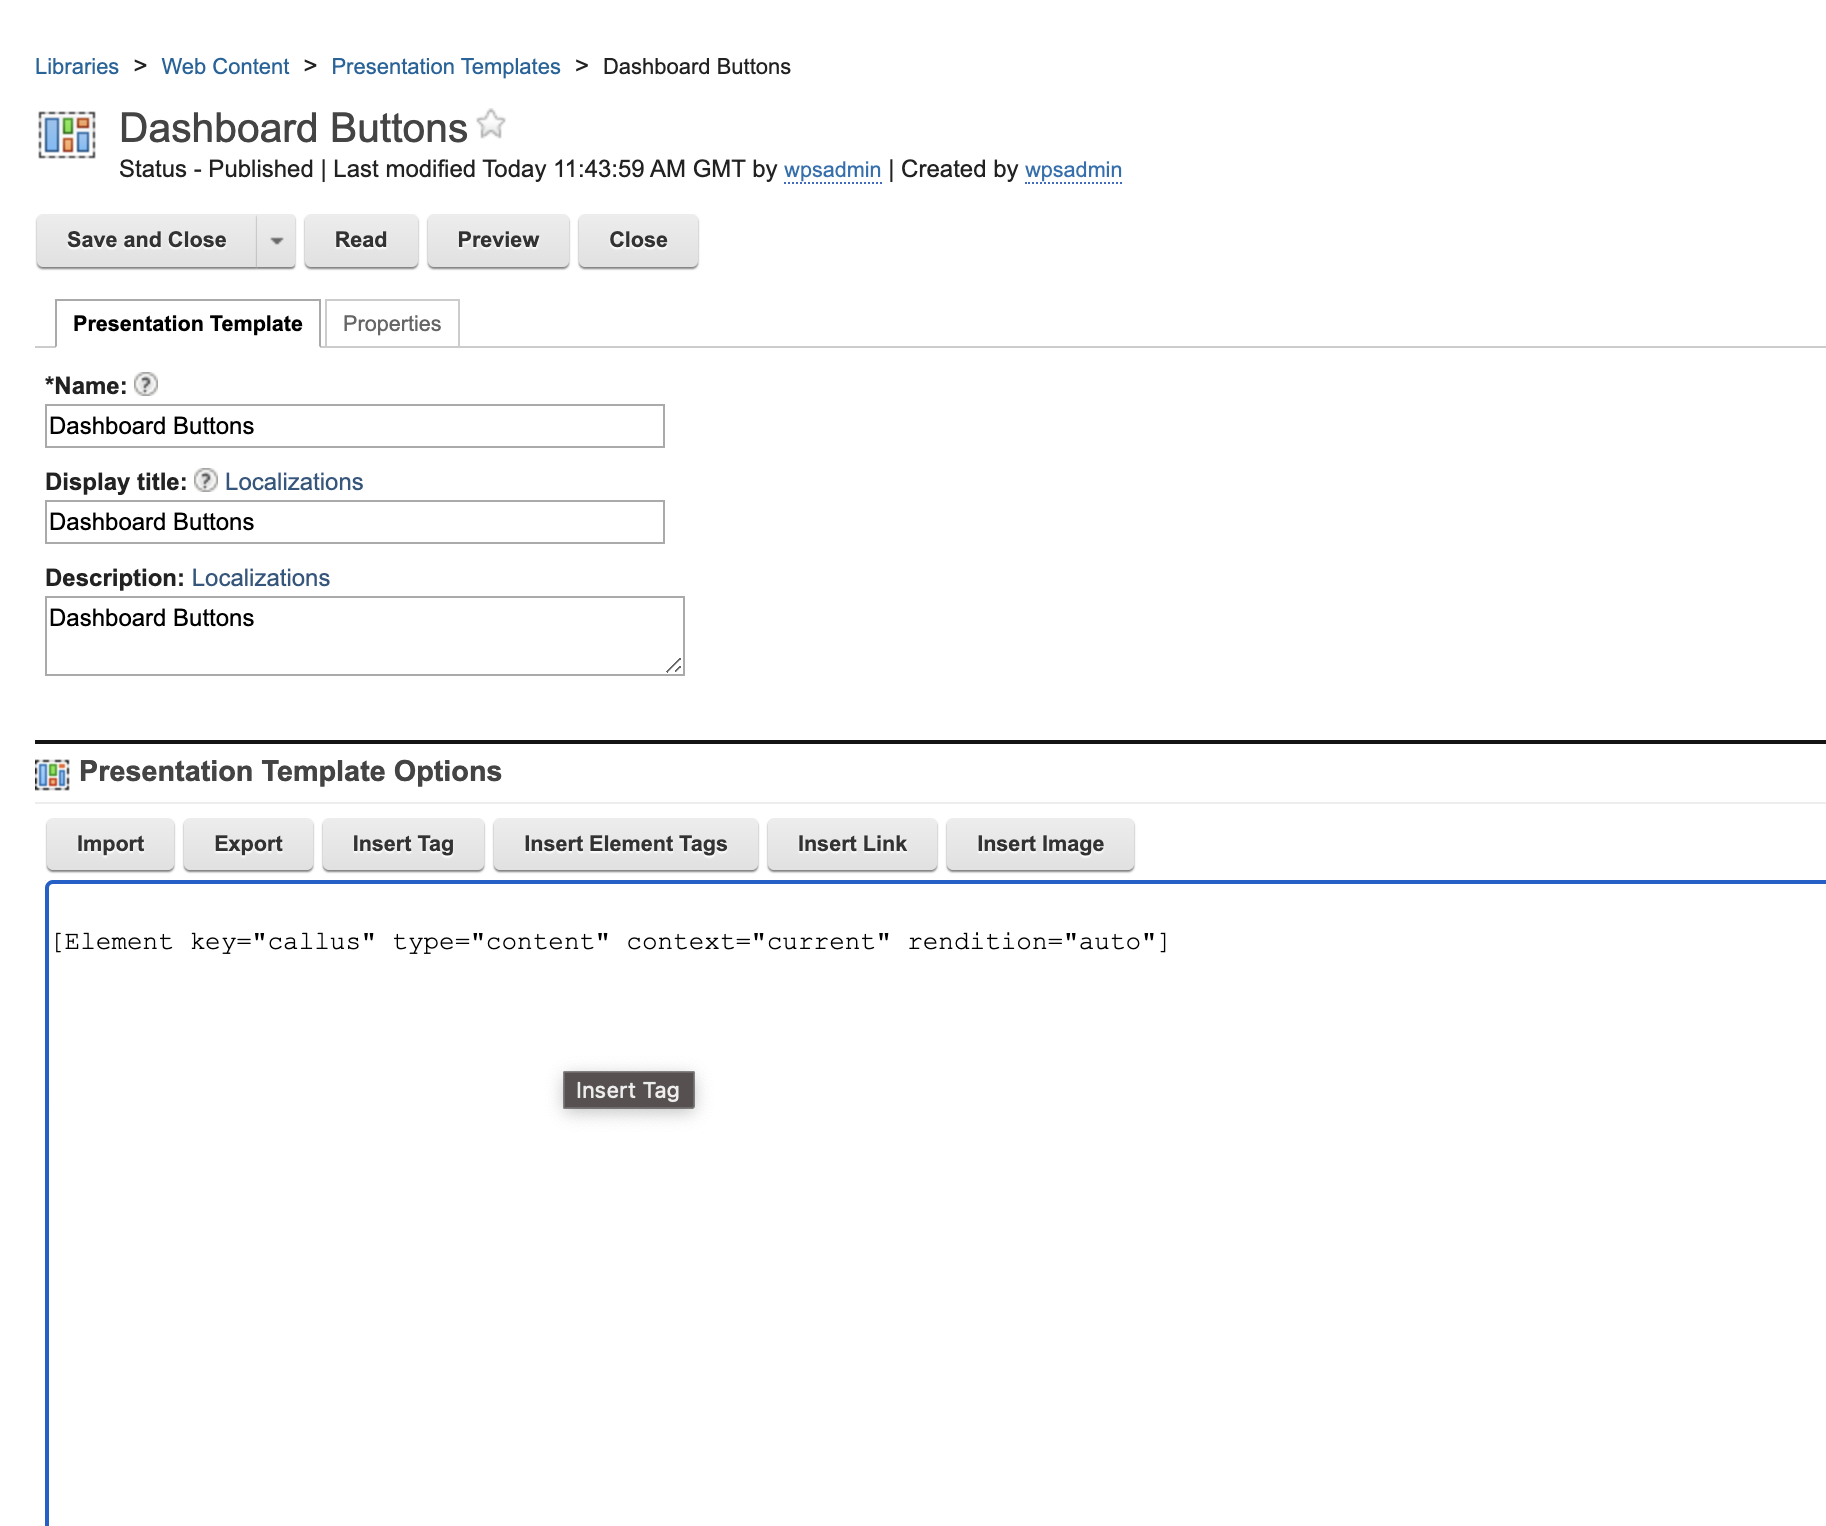 Libraries > Web Content > Presentation Templates > Dashboard Buttons
Dashboard Buttons
Status - Published | Last modified Today 11:43:59 AM GMT by wpsadmin | Created by wpsadmin
Save and Close Read Preview Close
Presentation Template Properties
*Name: ?
Dashboard Buttons
Display title: ? Localizations
Dashboard Buttons
Description: Localizations
Dashboard Buttons
Presentation Template Options
Import Export Insert Tag Insert Element Tags Insert Link Insert Image
[Element key="callus" type="content" context="current" rendition="auto"]
Insert Tag